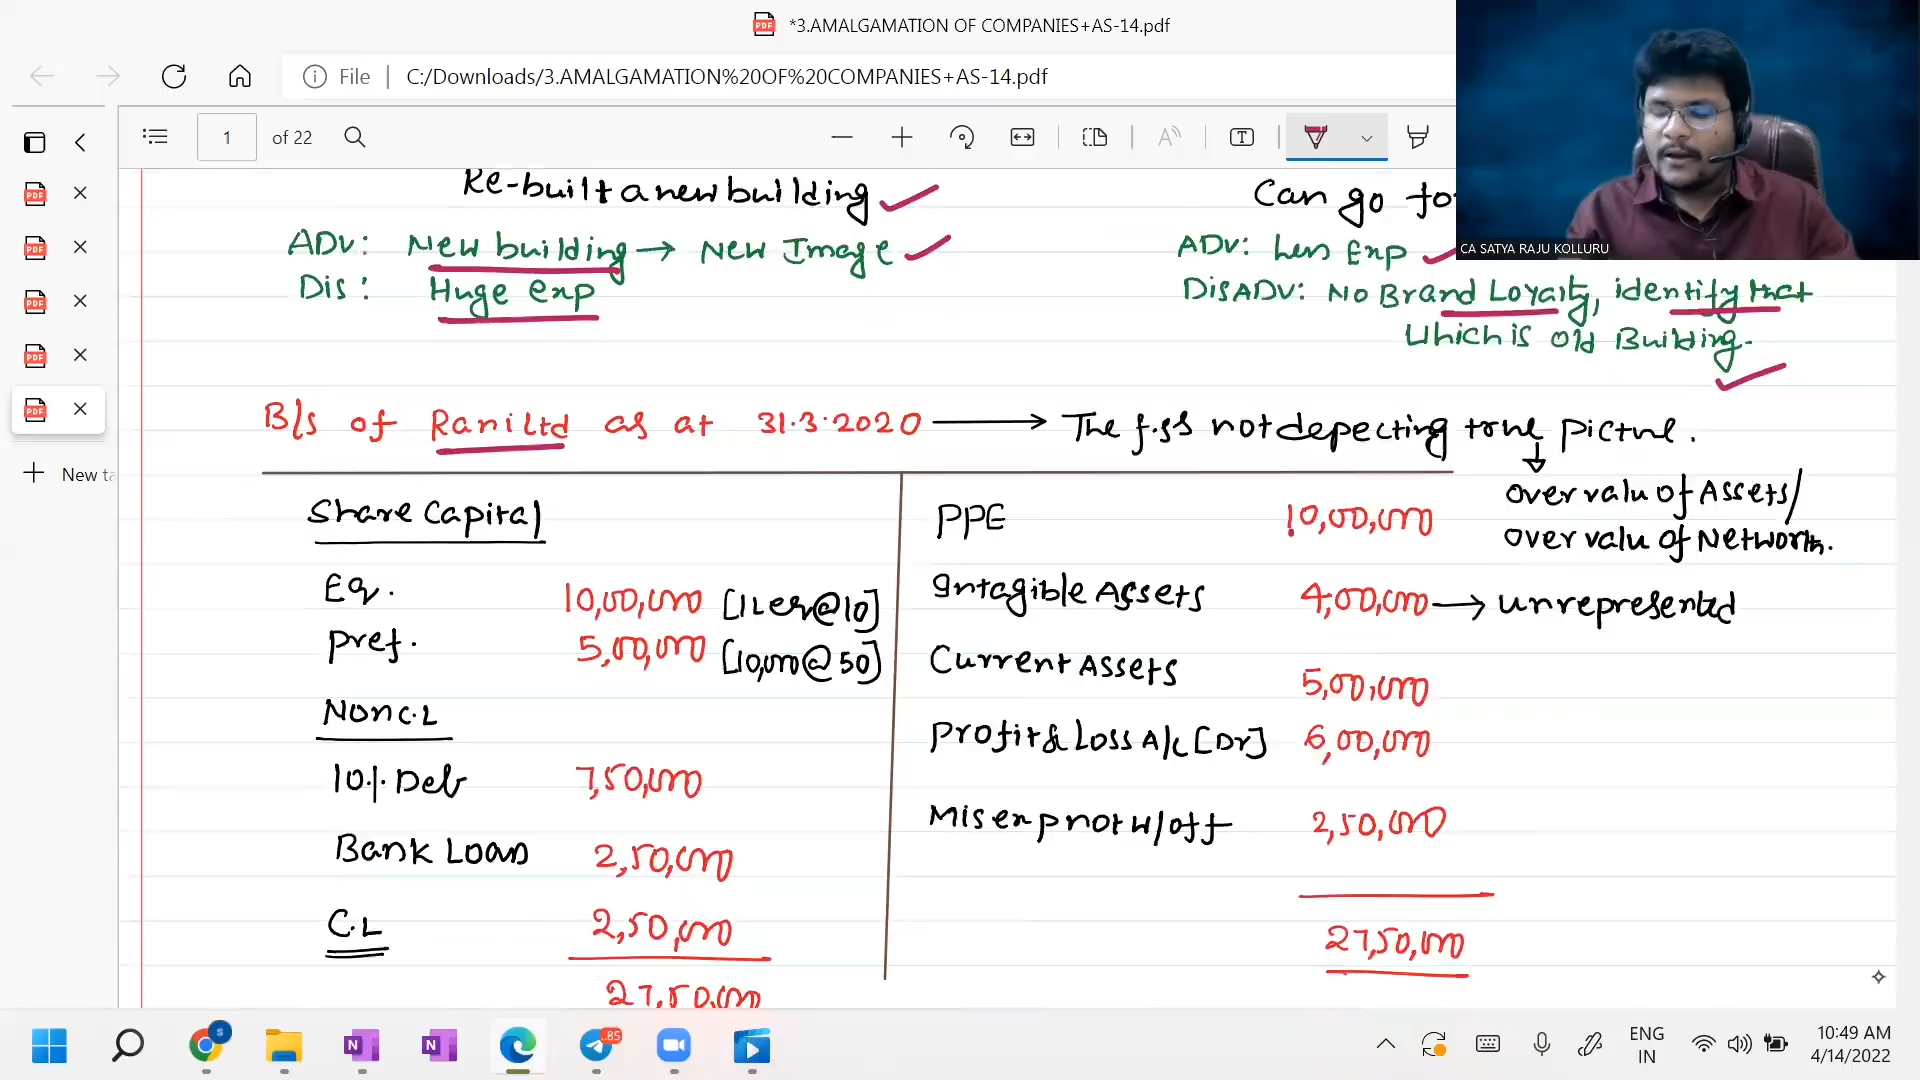 *3.AMALGAMATION OF COMPANIES+AS-14.pdf
File C:/Downloads/3.AMALGAMATION%20OF%20COMPANIES+AS-14.pdf
1 of 22
CA SATYA RAJU KOLLURU
New ta
Re-built a new building
ADV: New building → New Image
Dis: Huge exp
Can go for
ADV: Less Exp
DISADV: No Brand Loyalty, identify that
Which is old Building.
B/s of Rani Ltd as at 31.3.2020 → The f.ss not depecting true picture.
↓
over value of Assets/
over value of Networth.
Share Capital
Eq. 10,00,000 [1L es@10]
pref. 5,00,000 [10,000@50]
Non C.L
10% Deb 7,50,000
Bank Loan 2,50,000
C.L 2,50,000
27,50,000
PPE 10,00,000
Intagible Assets 4,00,000 → unrepresented
Current Assets 5,00,000
Profit & Loss A/c [Dr] 6,00,000
Mis exp not w/off 2,50,000
27,50,000
85
ENG
IN
10:49 AM
4/14/2022